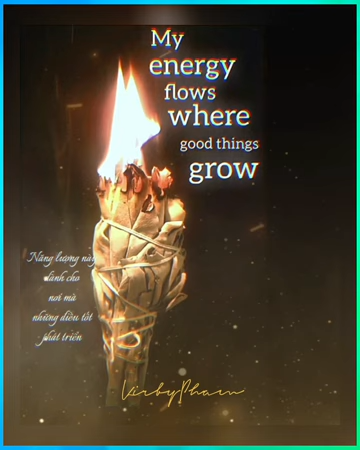 My
energy
flows
where
good things
grow
Năng lượng này
dành cho
nơi mà
những điều tốt
phát triển
VirbyPham